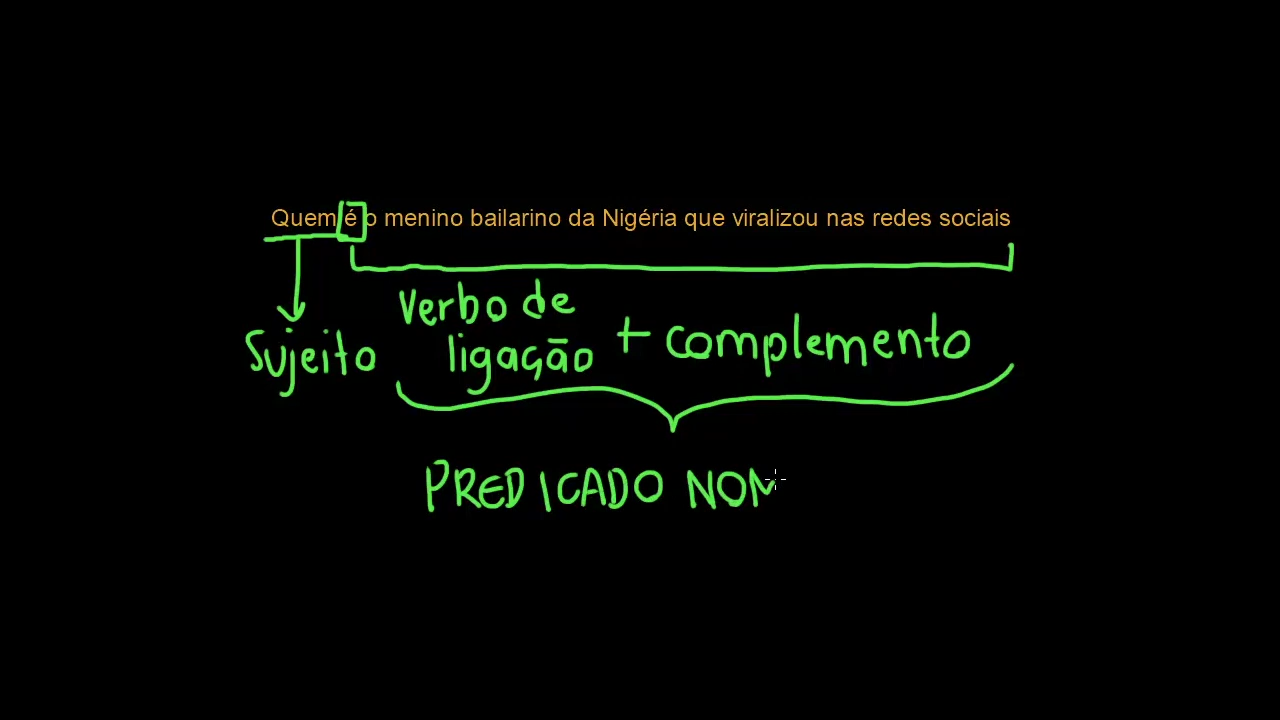 Quem é o menino bailarino da Nigéria que viralizou nas redes sociais
Verbo de
Sujeito ligação + complemento
PREDICADO NOM